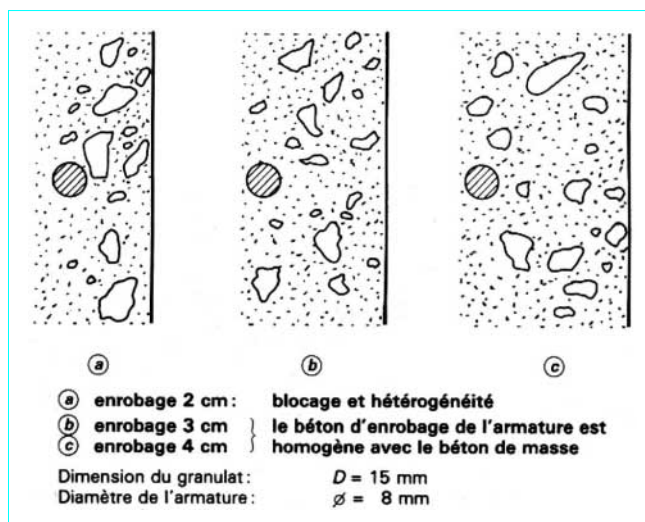 ⓐ ⓑ ⓒ
ⓐ enrobage 2 cm : blocage et hétérogénéité
ⓑ enrobage 3 cm } le béton d'enrobage de l'armature est
ⓒ enrobage 4 cm } homogène avec le béton de masse
Dimension du granulat : D = 15 mm
Diamètre de l'armature : ⌀ = 8 mm